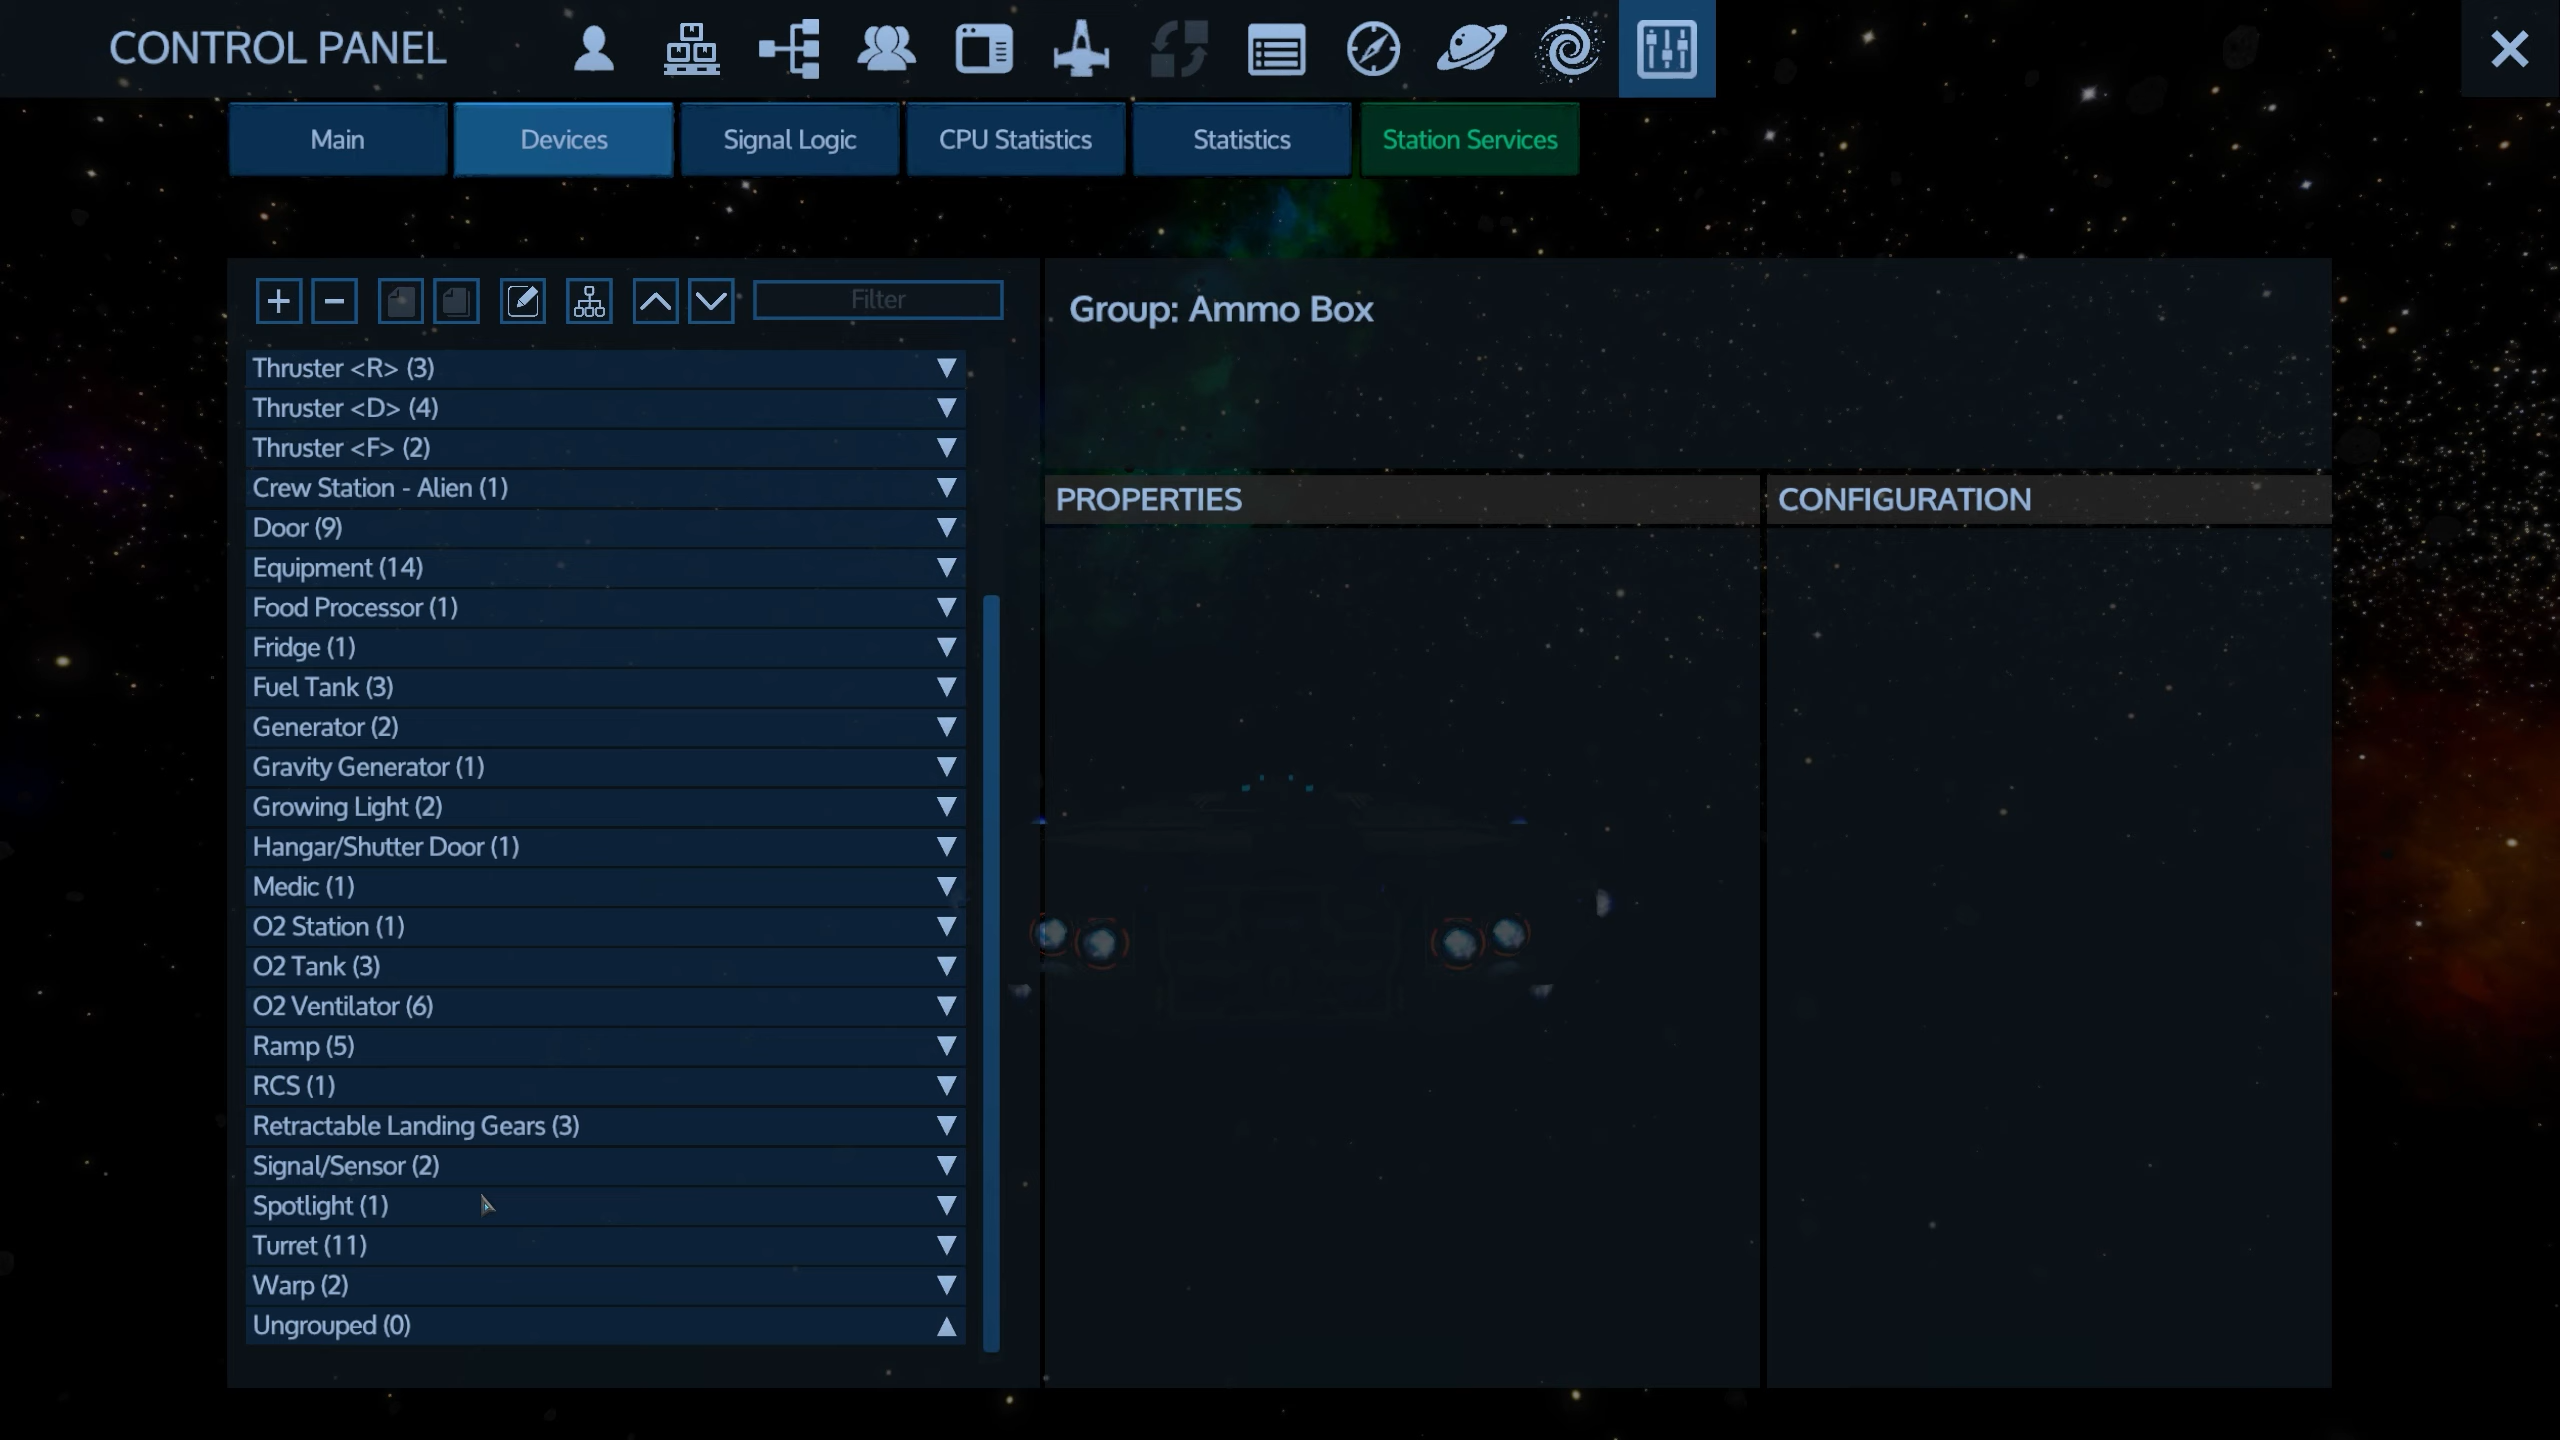 CONTROL PANEL
Main
Devices
Signal Logic
CPU Statistics
Statistics
Station Services
Filter
Thruster <R> (3)
Thruster <D> (4)
Thruster <F> (2)
Crew Station - Alien (1)
Door (9)
Equipment (14)
Food Processor (1)
Fridge (1)
Fuel Tank (3)
Generator (2)
Gravity Generator (1)
Growing Light (2)
Hangar/Shutter Door (1)
Medic (1)
O2 Station (1)
O2 Tank (3)
O2 Ventilator (6)
Ramp (5)
RCS (1)
Retractable Landing Gears (3)
Signal/Sensor (2)
Spotlight (1)
Turret (11)
Warp (2)
Ungrouped (0)
Group: Ammo Box
PROPERTIES
CONFIGURATION